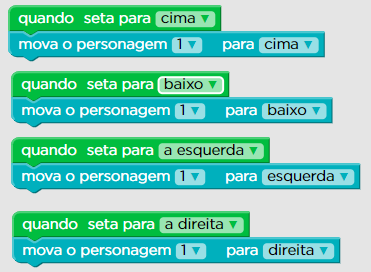 quando seta para cima
mova o personagem 1 para cima
quando seta para baixo
mova o personagem 1 para baixo
quando seta para a esquerda
mova o personagem 1 para esquerda
quando seta para a direita
mova o personagem 1 para direita